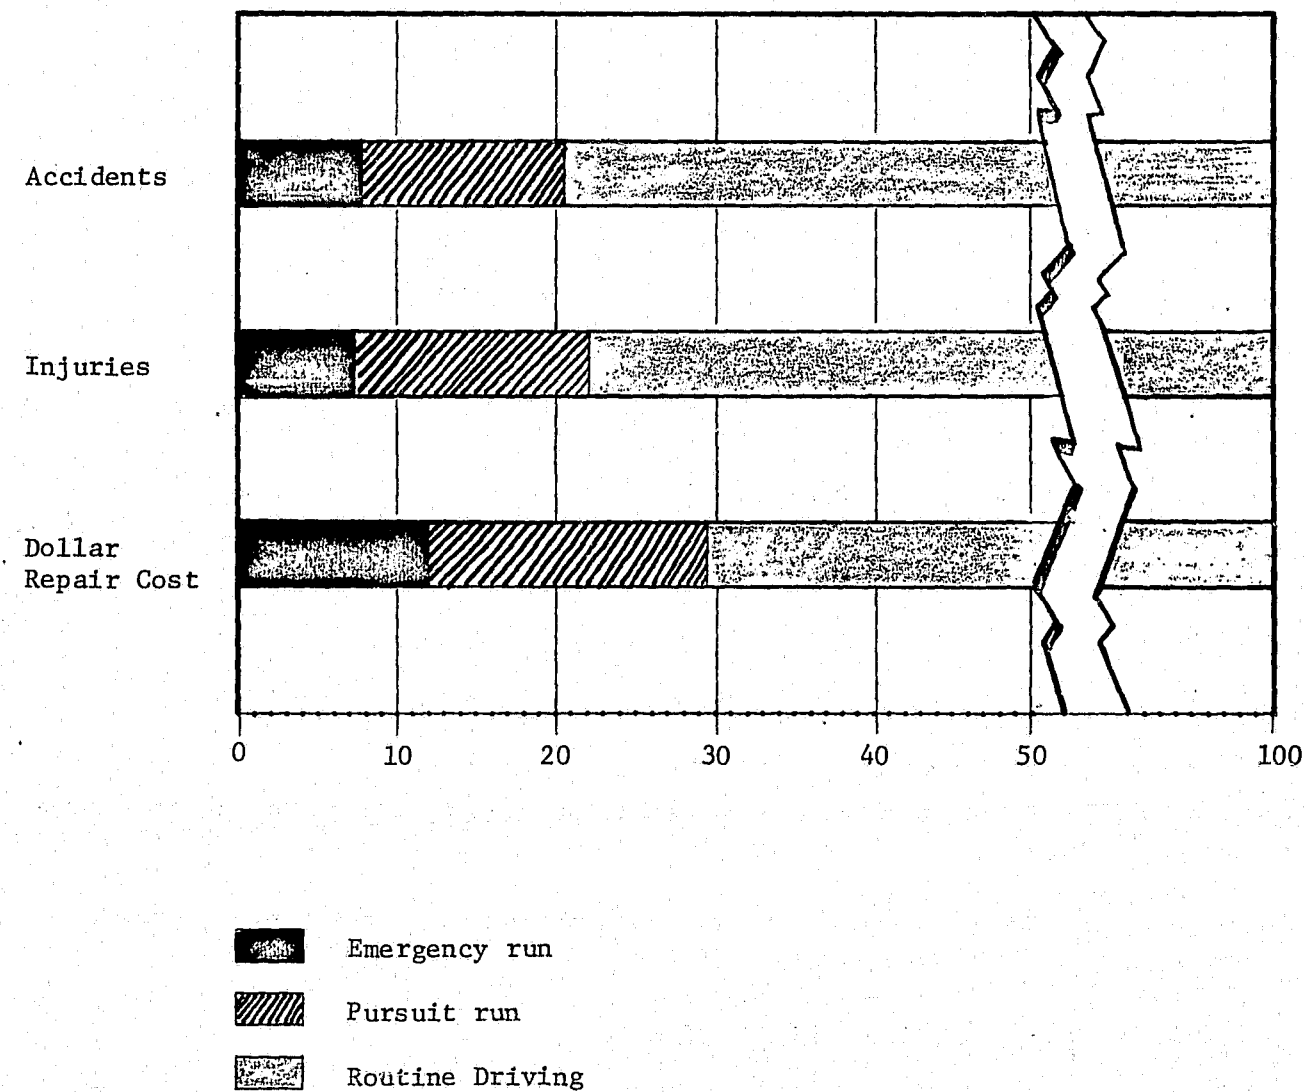 Accidents
Injuries
Dollar
Repair Cost
0 10 20 30 40 50 100
Emergency run
Pursuit run
Routine Driving